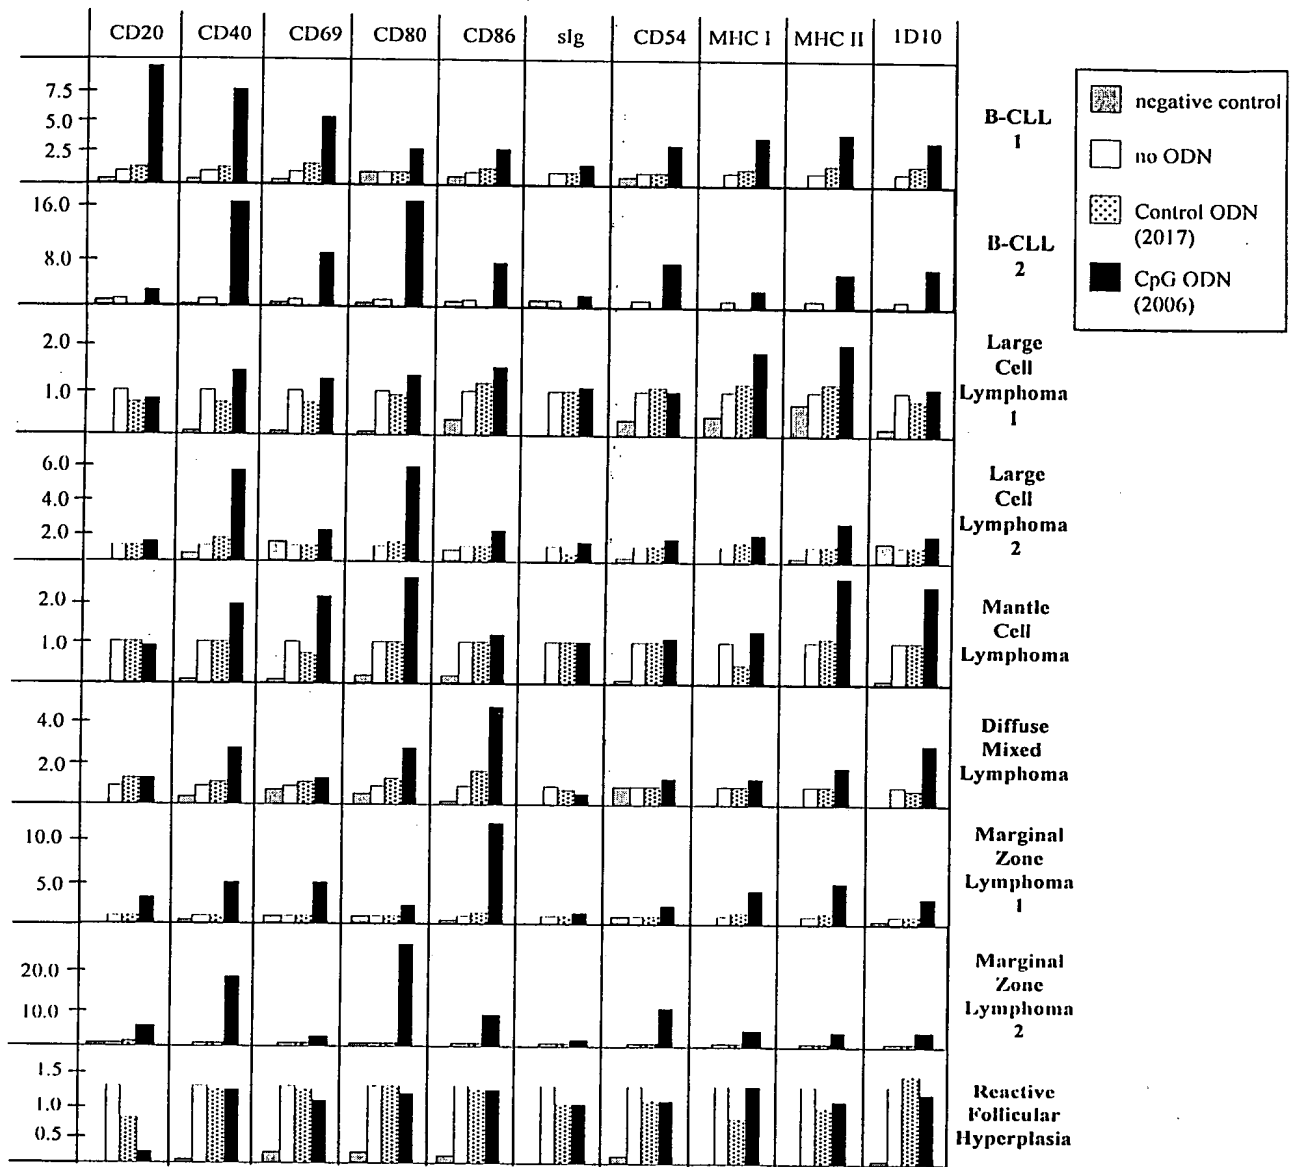 CD20 CD40 CD69 CD80 CD86 sIg CD54 MHC I MHC II 1D10
7.5
5.0
2.5
B-CLL
1
16.0
8.0
B-CLL
2
2.0
1.0
Large
Cell
Lymphoma
1
6.0
4.0
2.0
Large
Cell
Lymphoma
2
2.0
1.0
Mantle
Cell
Lymphoma
4.0
2.0
Diffuse
Mixed
Lymphoma
10.0
5.0
Marginal
Zone
Lymphoma
1
20.0
10.0
Marginal
Zone
Lymphoma
2
1.5
1.0
0.5
Reactive
Follicular
Hyperplasia
negative control
no ODN
Control ODN
(2017)
CpG ODN
(2006)